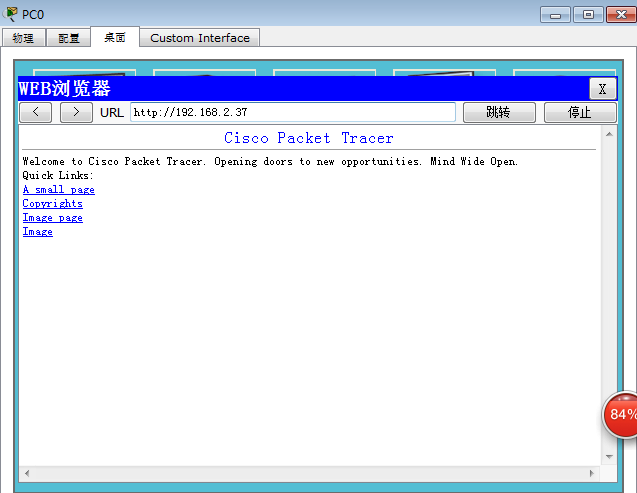 PC0
物理 配置 桌面 Custom Interface
WEB浏览器 X
< > URL http://192.168.2.37 跳转 停止
Cisco Packet Tracer
Welcome to Cisco Packet Tracer. Opening doors to new opportunities. Mind Wide Open.
Quick Links:
A small page
Copyrights
Image page
Image
84%